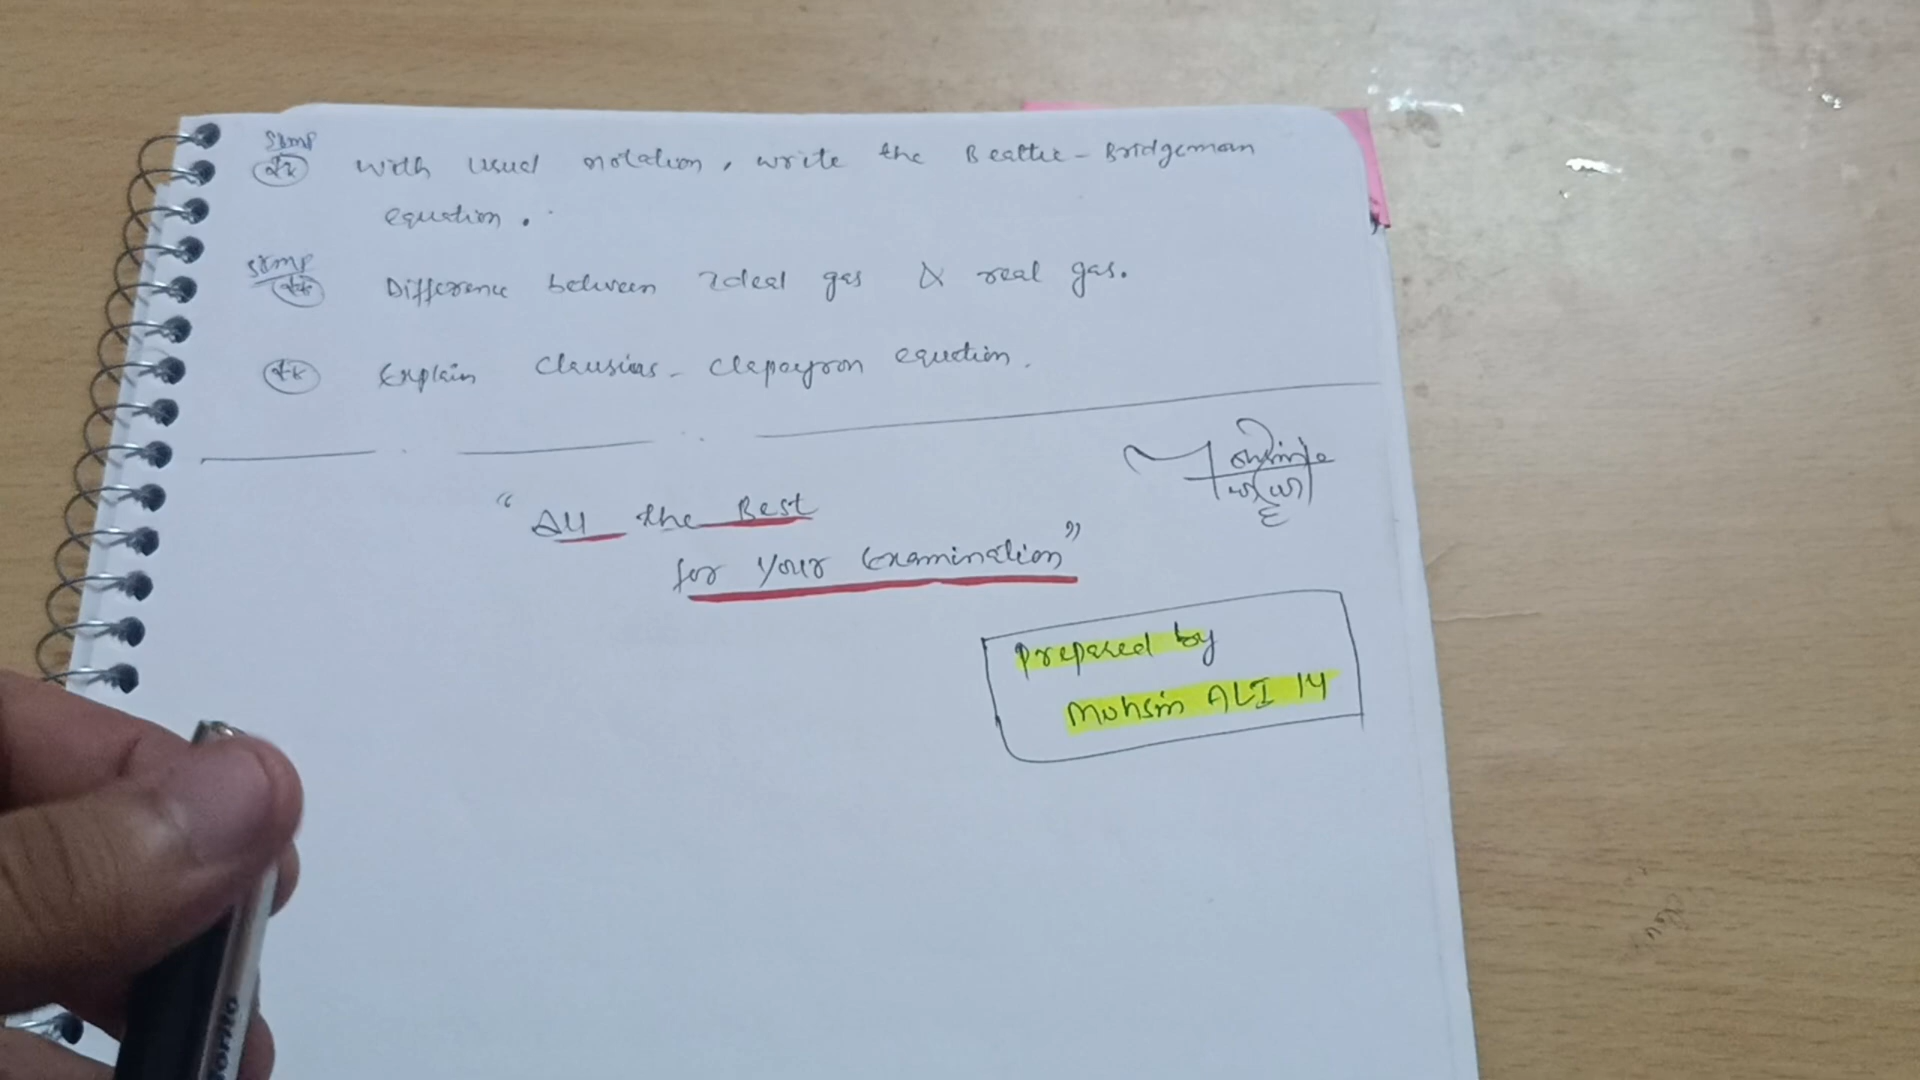 with usual notation, write the Beattie-Bridgeman
equation.
Difference between Ideal gas & real gas.
Explain Clausius-Clapeyron equation.
"All the Best
for your Examination"
Prepared by
Mohsin ALI 14